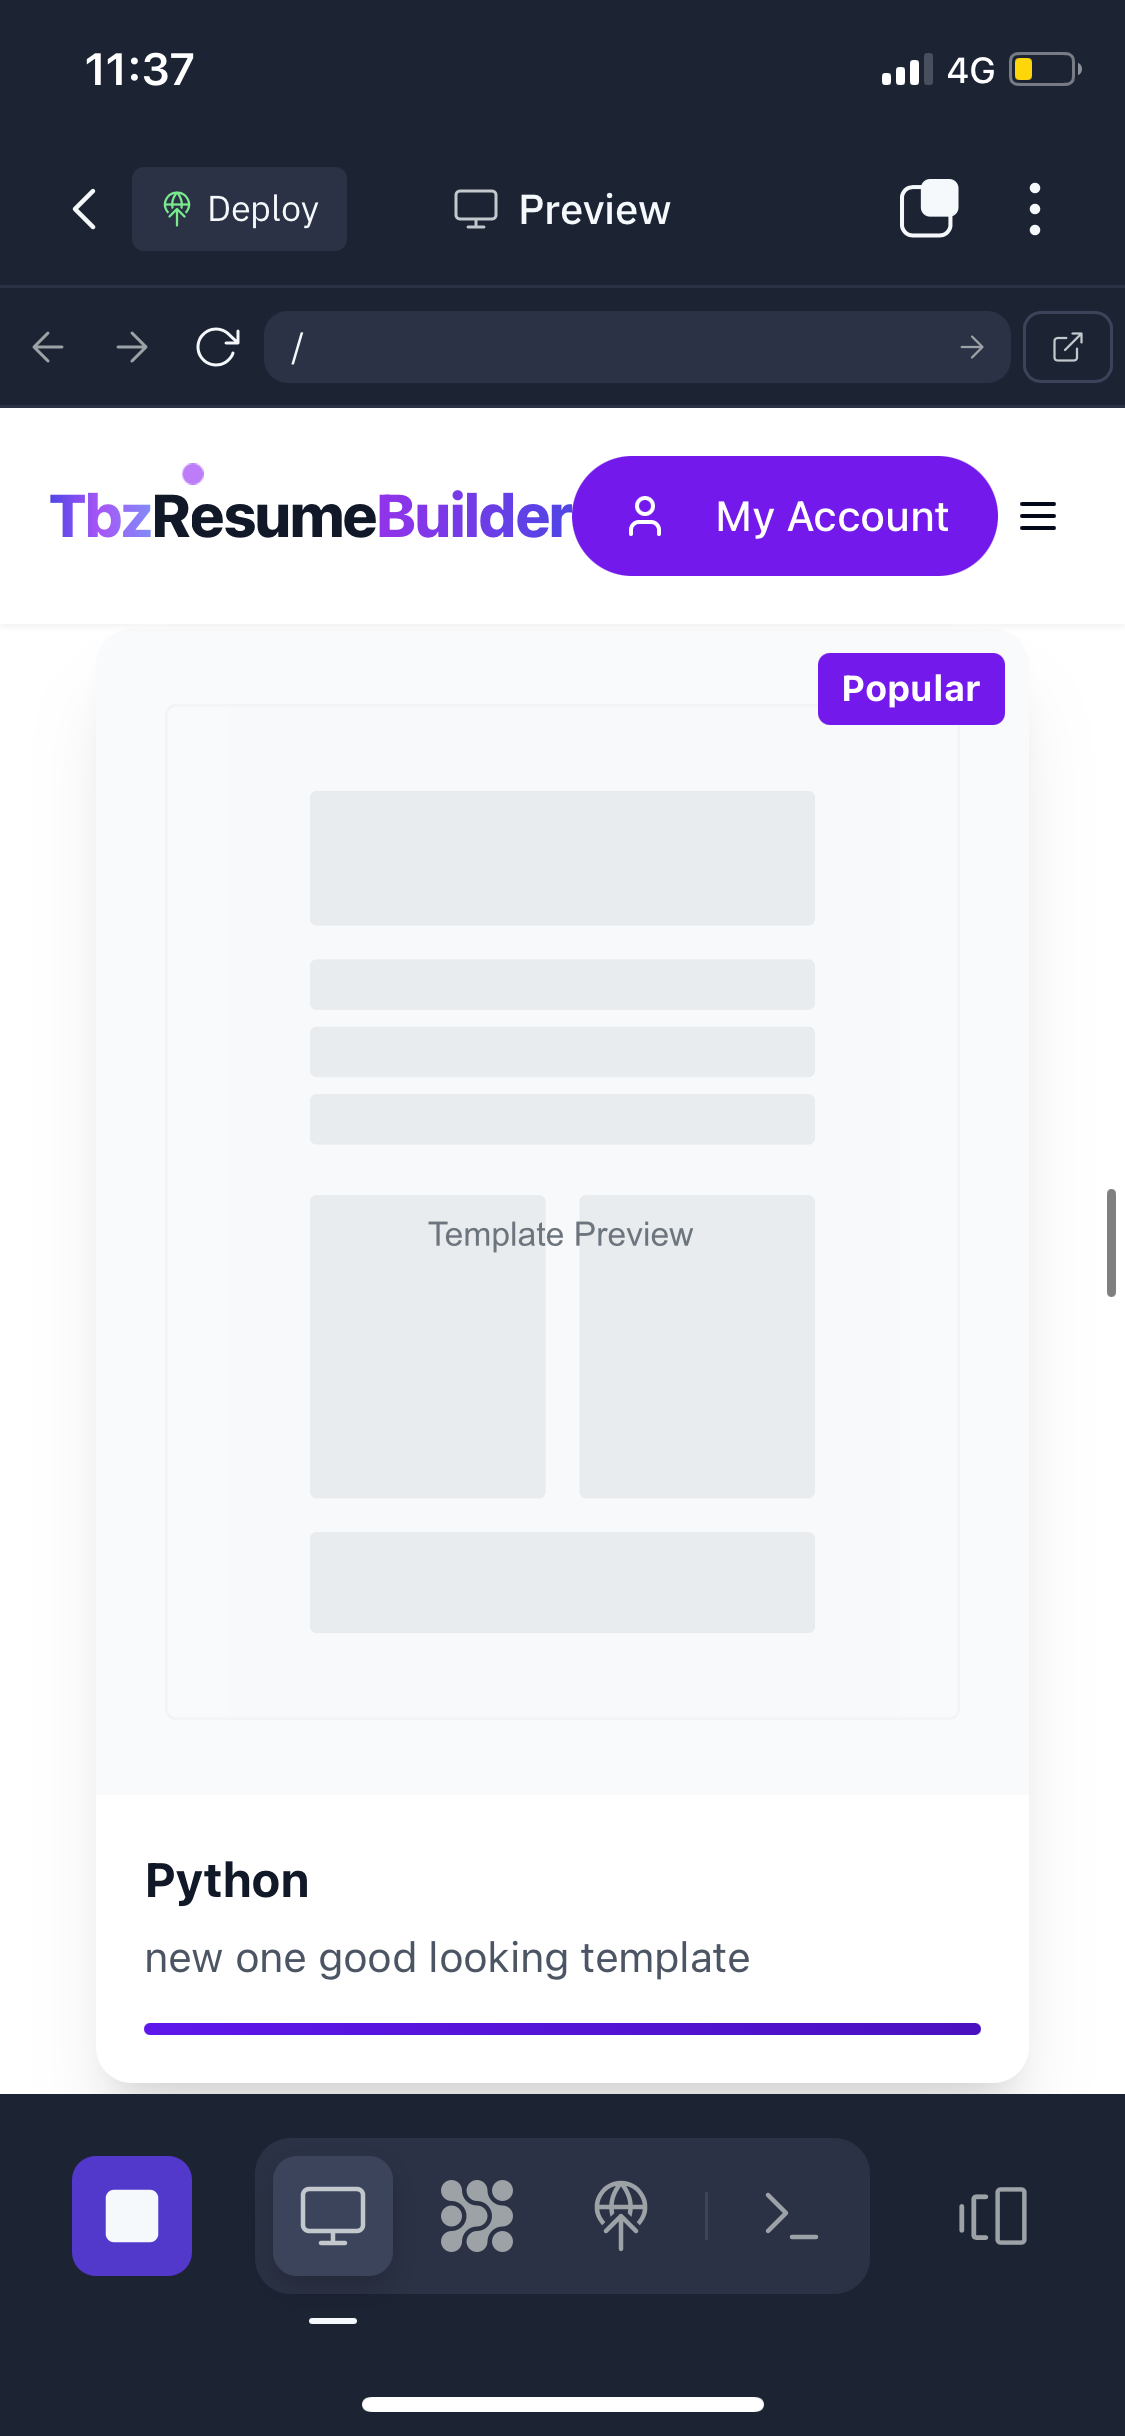 11:37
4G
Deploy
Preview
/
TbzResumeBuilder
My Account
Popular
Template Preview
Python
new one good looking template